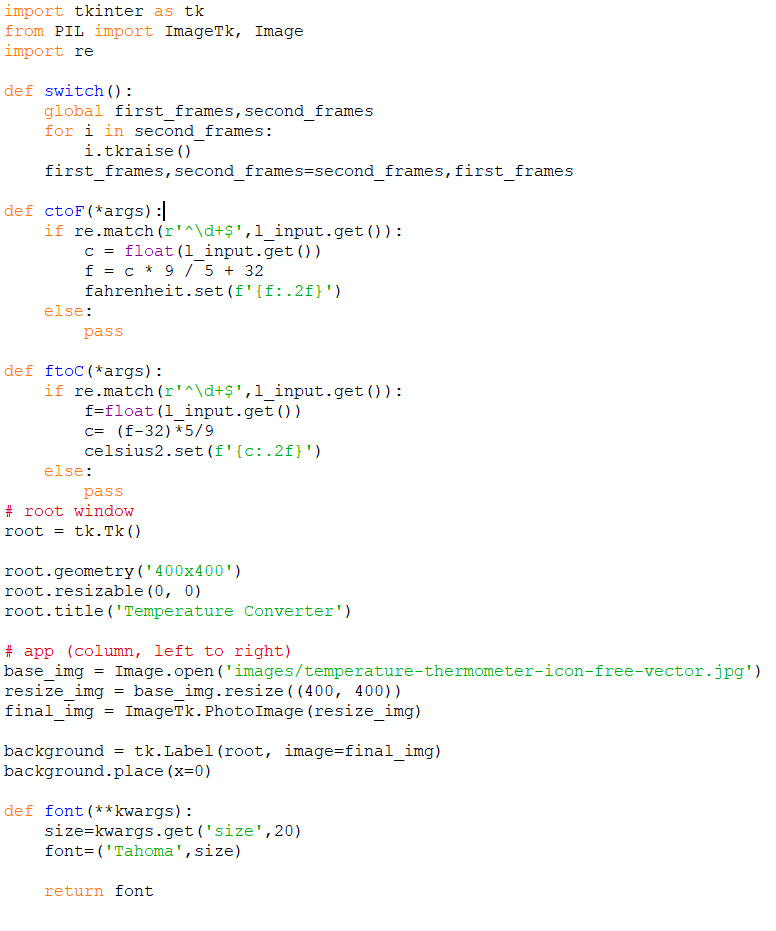 import tkinter as tk
from PIL import ImageTk, Image
import re

def switch():
    global first_frames,second_frames
    for i in second_frames:
        i.tkraise()
    first_frames,second_frames=second_frames,first_frames

def ctoF(*args):
    if re.match(r'^\d+$',l_input.get()):
        c = float(l_input.get())
        f = c * 9 / 5 + 32
        fahrenheit.set(f'{f:.2f}')
    else:
        pass

def ftoC(*args):
    if re.match(r'^\d+$',l_input.get()):
        f=float(l_input.get())
        c= (f-32)*5/9
        celsius2.set(f'{c:.2f}')
    else:
        pass
# root window
root = tk.Tk()

root.geometry('400x400')
root.resizable(0, 0)
root.title('Temperature Converter')

# app (column, left to right)
base_img = Image.open('images/temperature-thermometer-icon-free-vector.jpg')
resize_img = base_img.resize((400, 400))
final_img = ImageTk.PhotoImage(resize_img)

background = tk.Label(root, image=final_img)
background.place(x=0)

def font(**kwargs):
    size=kwargs.get('size',20)
    font=('Tahoma',size)

    return font